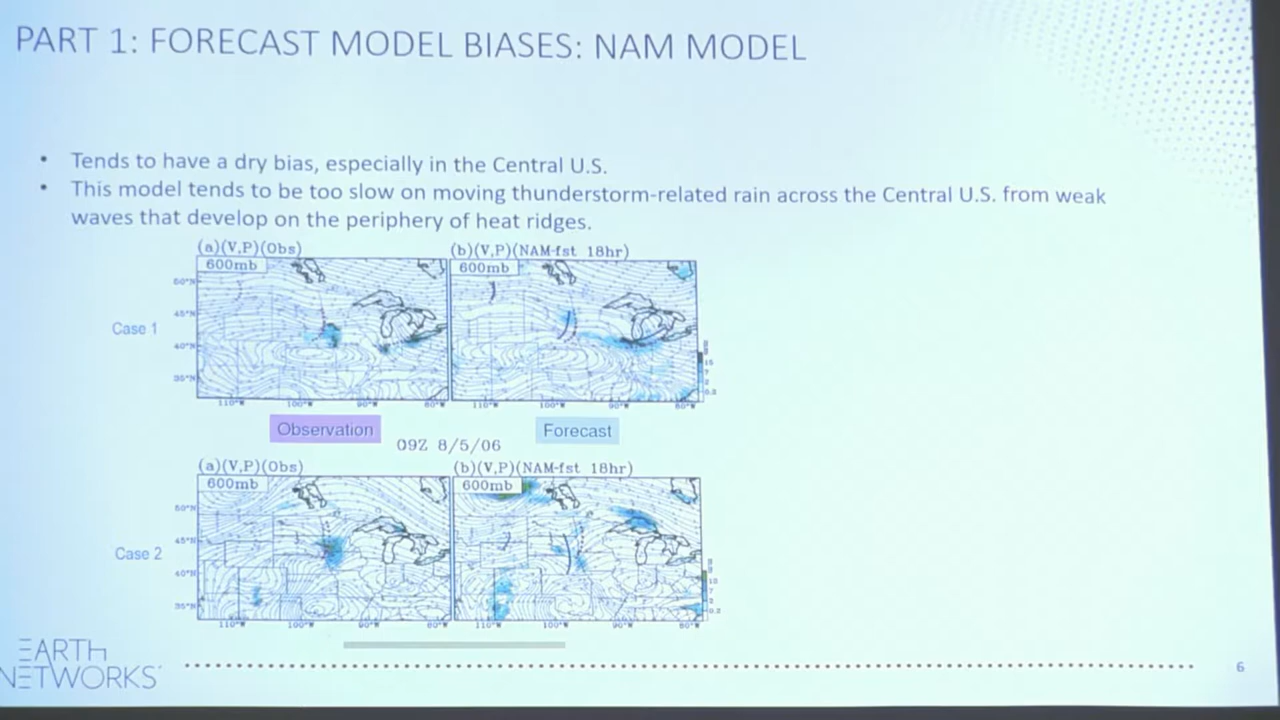 PART 1: FORECAST MODEL BIASES: NAM MODEL
• Tends to have a dry bias, especially in the Central U.S.
• This model tends to be too slow on moving thunderstorm-related rain across the Central U.S. from weak
waves that develop on the periphery of heat ridges.
(a)(V,P)(Obs) (b)(V,P)(NAM-fst 18hr)
600mb 600mb
50°N
45°N
Case 1
40°N
35°N
110°W 100°W 90°W 80°W 110°W 100°W 90°W 80°W
Observation Forecast
09Z 8/5/06
(a)(V,P)(Obs) (b)(V,P)(NAM-fst 18hr)
600mb 600mb
50°N
45°N
Case 2
40°N
35°N
110°W 100°W 90°W 80°W 110°W 100°W 90°W 80°W
EARTH
NETWORKS
6